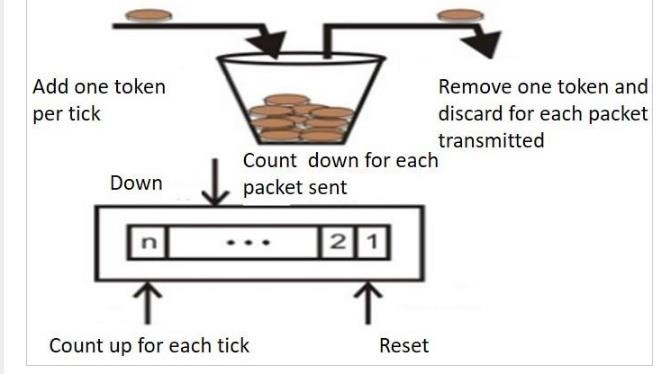 Add one token
per tick
Remove one token and
discard for each packet
transmitted
Count down for each
packet sent
Down
n ... 2 1
Count up for each tick
Reset